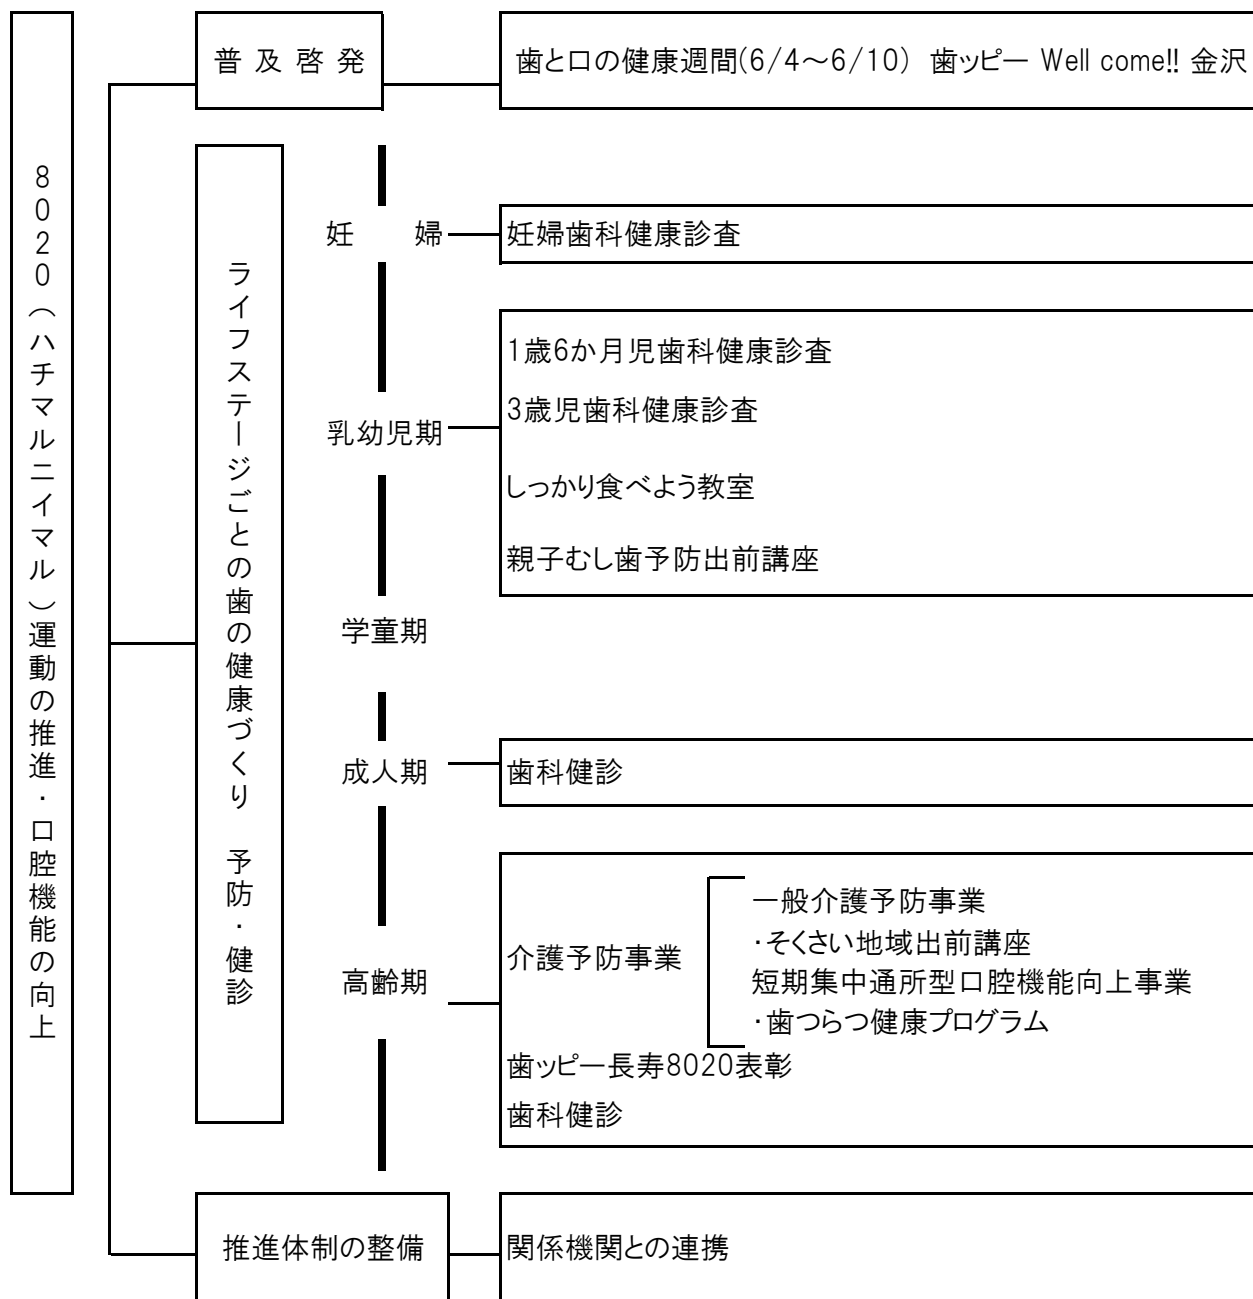 8020(ハチマルニイマル)運動の推進・口腔機能の向上
普及啓発
歯と口の健康週間(6/4～6/10) 歯ッピー Well come!! 金沢
ライフステージごとの歯の健康づくり 予防・健診
妊 婦
妊婦歯科健康診査
乳幼児期
1歳6か月児歯科健康診査
3歳児歯科健康診査
しっかり食べよう教室
親子むし歯予防出前講座
学童期
成人期
歯科健診
高齢期
介護予防事業
一般介護予防事業
・そくさい地域出前講座
短期集中通所型口腔機能向上事業
・歯つらつ健康プログラム
歯ッピー長寿8020表彰
歯科健診
推進体制の整備
関係機関との連携